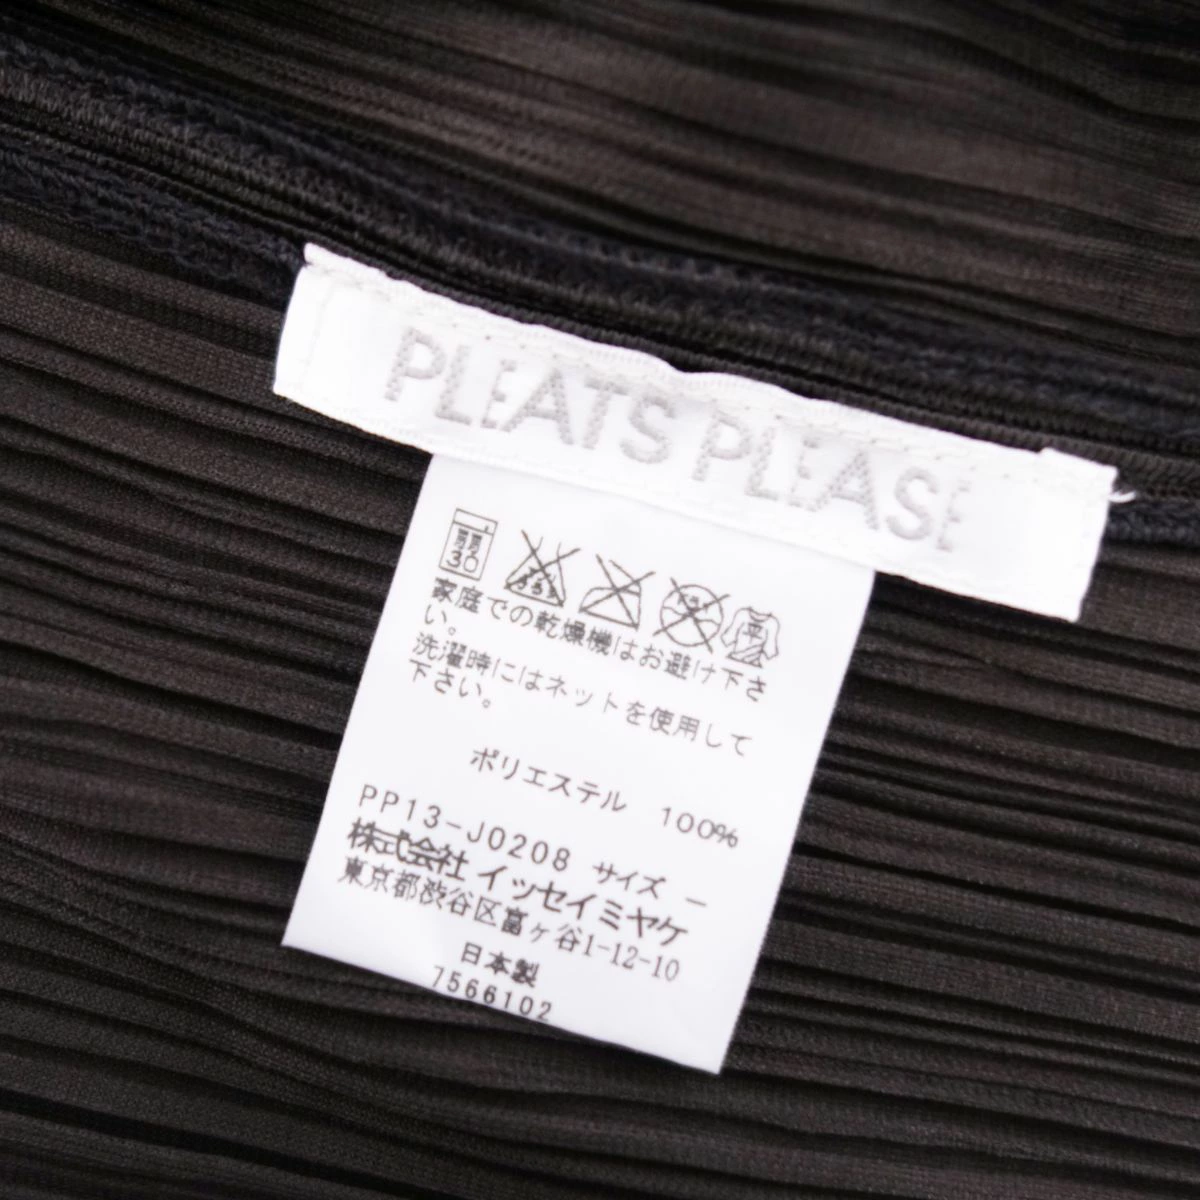 PLEATS PLEASE
弱
30
平
家庭での乾燥機はお避け下さ
い。
洗濯時にはネットを使用して
下さい。
ポリエステル 100%
PP13-J0208 サイズ —
株式会社 イッセイミヤケ
東京都渋谷区富ヶ谷1-12-10
日本製
7566102